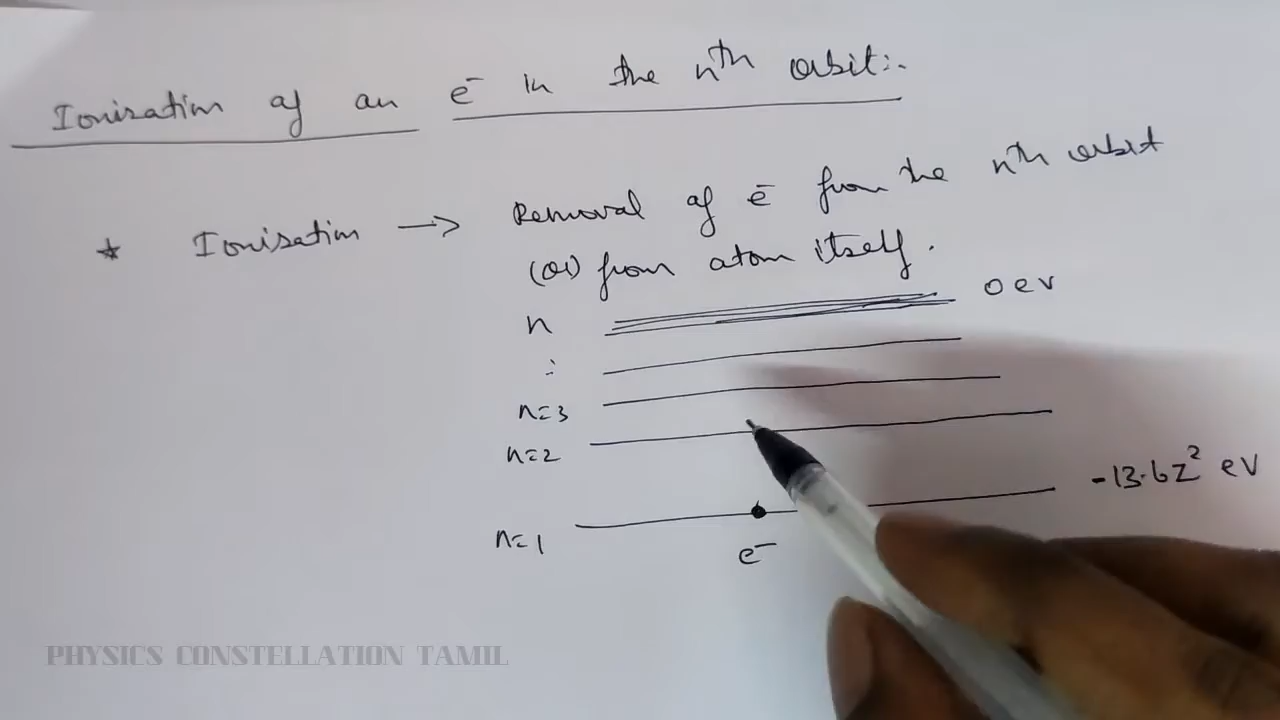 Ionisation of an e⁻ in the nth orbit:-
* Ionisation → Removal of e⁻ from the nth orbit
(or) from atom itself.
n 0 ev
:
n=3
n=2
-13.6Z² eV
n=1
e⁻
PHYSICS CONSTELLATION TAMIL